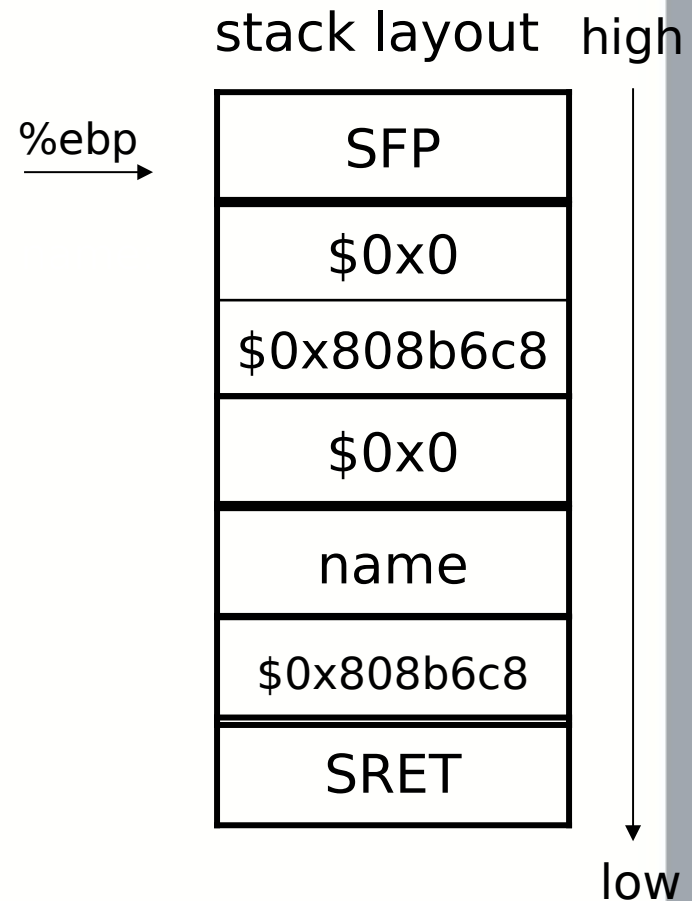 stack layout high
%ebp
SFP
$0x0
$0x808b6c8
$0x0
name
$0x808b6c8
SRET
low